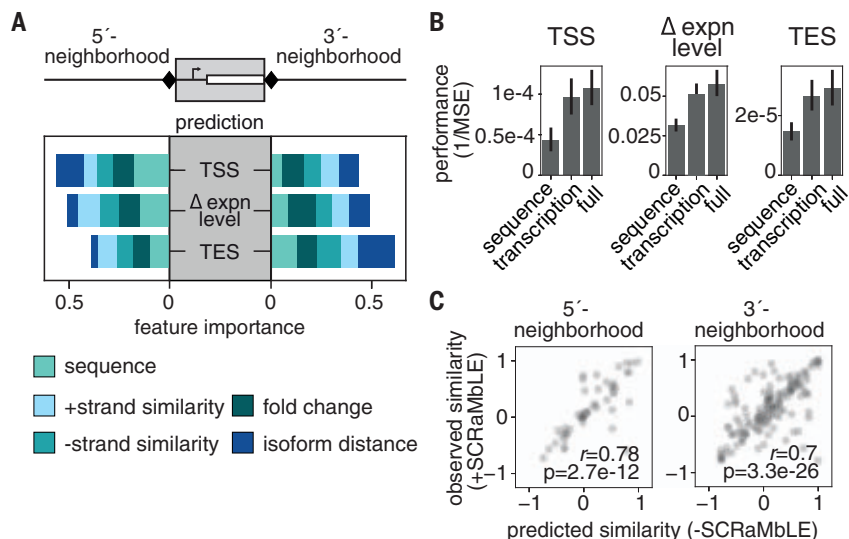 A
5´-neighborhood
3´-neighborhood
prediction
TSS
Δ expn level
TES
0.5
0
0
0.5
feature importance
sequence
+strand similarity
fold change
-strand similarity
isoform distance
B
TSS
Δ expn level
TES
performance (1/MSE)
1e-4
0.5e-4
0
0.05
0.025
0
2e-5
0
sequence
transcription
full
sequence
transcription
full
sequence
transcription
full
C
5´-neighborhood
3´-neighborhood
observed similarity (+SCRaMbLE)
1
0
−1
r=0.78
p=2.7e-12
−1
0
1
1
0
−1
r=0.7
p=3.3e-26
−1
0
1
predicted similarity (-SCRaMbLE)